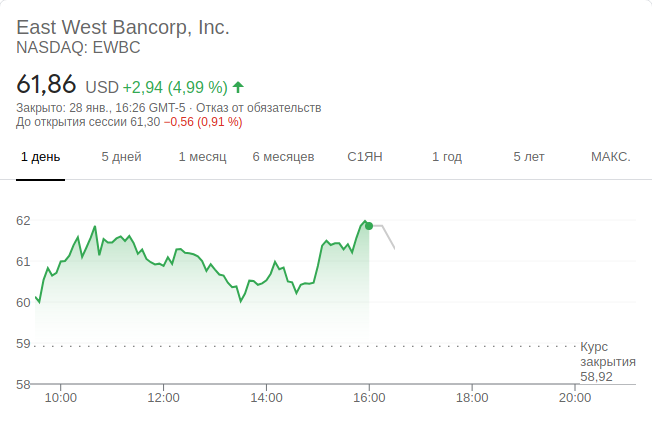 East West Bancorp, Inc.
NASDAQ: EWBC
61,86 USD +2,94 (4,99 %)
Закрыто: 28 янв., 16:26 GMT-5 · Отказ от обязательств
До открытия сессии 61,30 −0,56 (0,91 %)
1 день 5 дней 1 месяц 6 месяцев С1ЯН 1 год 5 лет МАКС.
62
61
60
59
Курс
закрытия
58,92
58
10:00 12:00 14:00 16:00 18:00 20:00